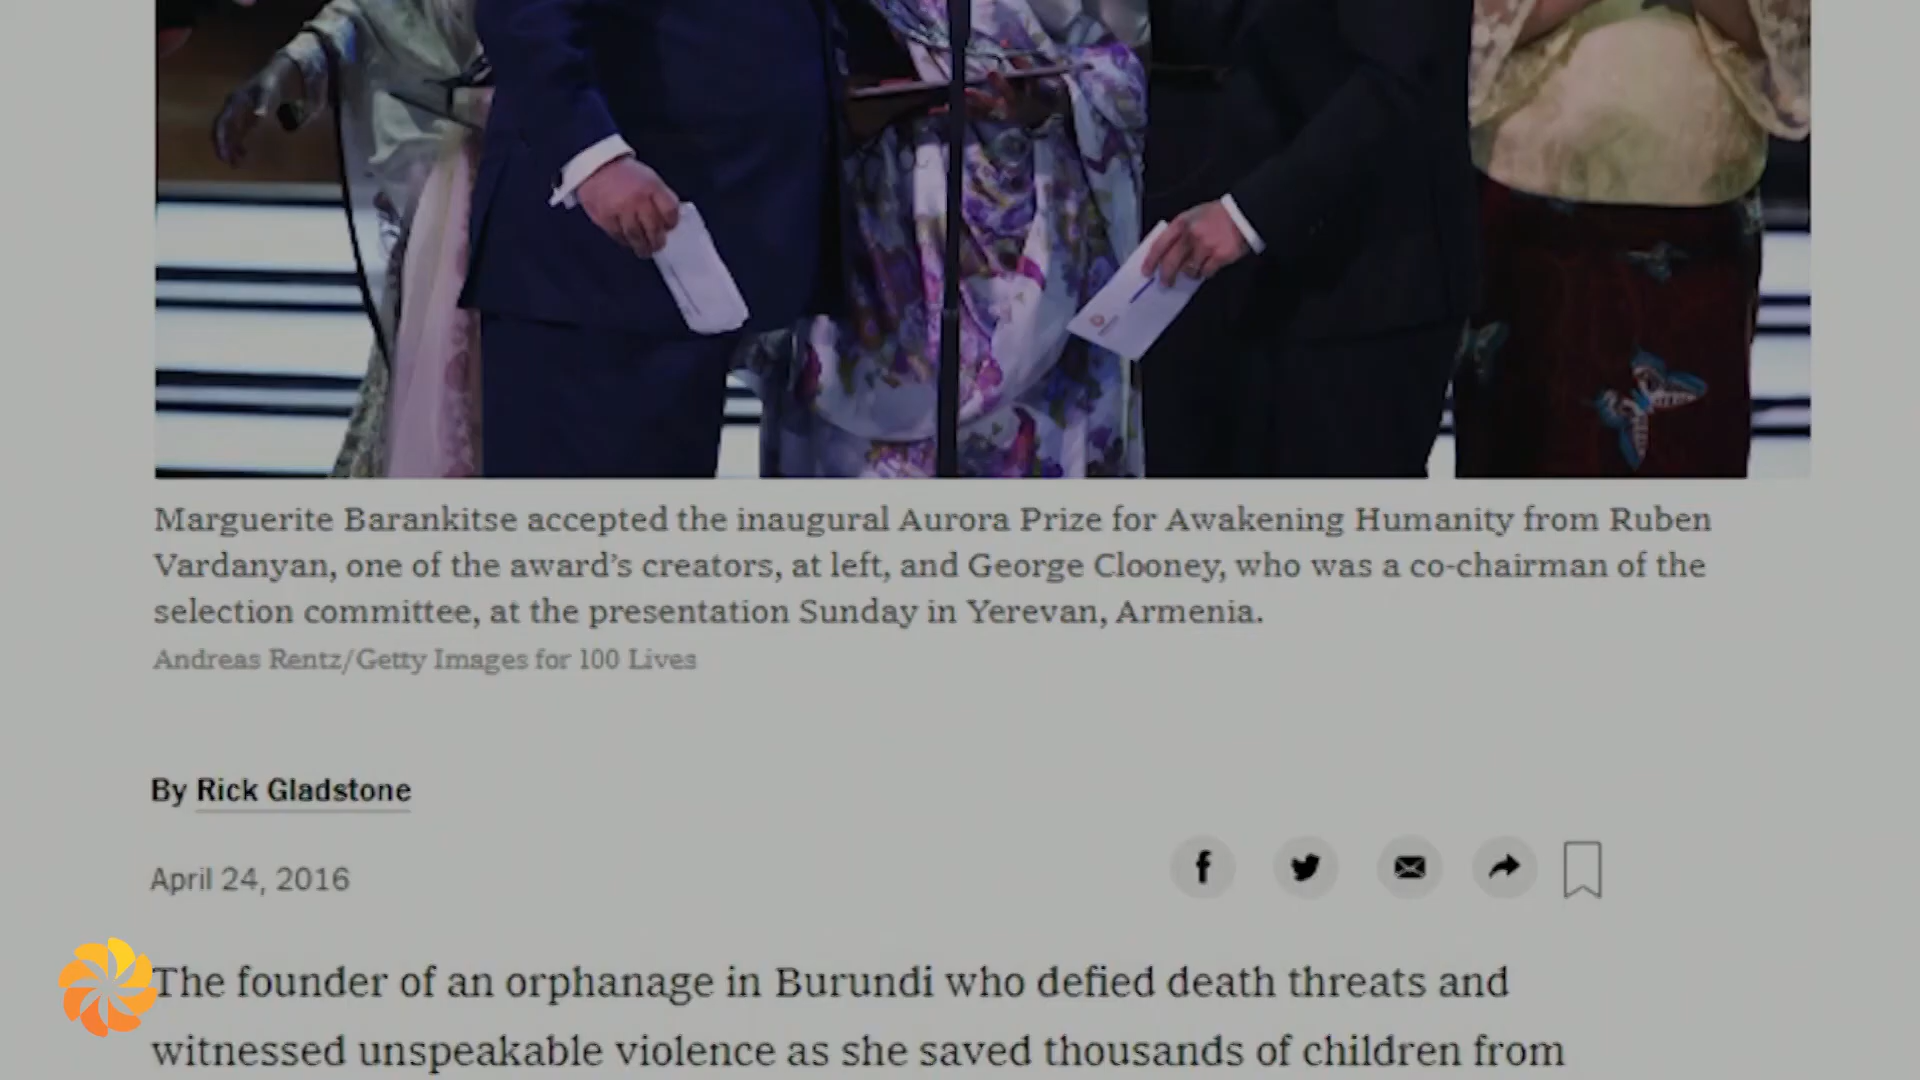 Marguerite Barankitse accepted the inaugural Aurora Prize for Awakening Humanity from Ruben
Vardanyan, one of the award's creators, at left, and George Clooney, who was a co-chairman of the
selection committee, at the presentation Sunday in Yerevan, Armenia.
Andreas Rentz/Getty Images for 100 Lives
By Rick Gladstone
April 24, 2016
The founder of an orphanage in Burundi who defied death threats and
witnessed unspeakable violence as she saved thousands of children from